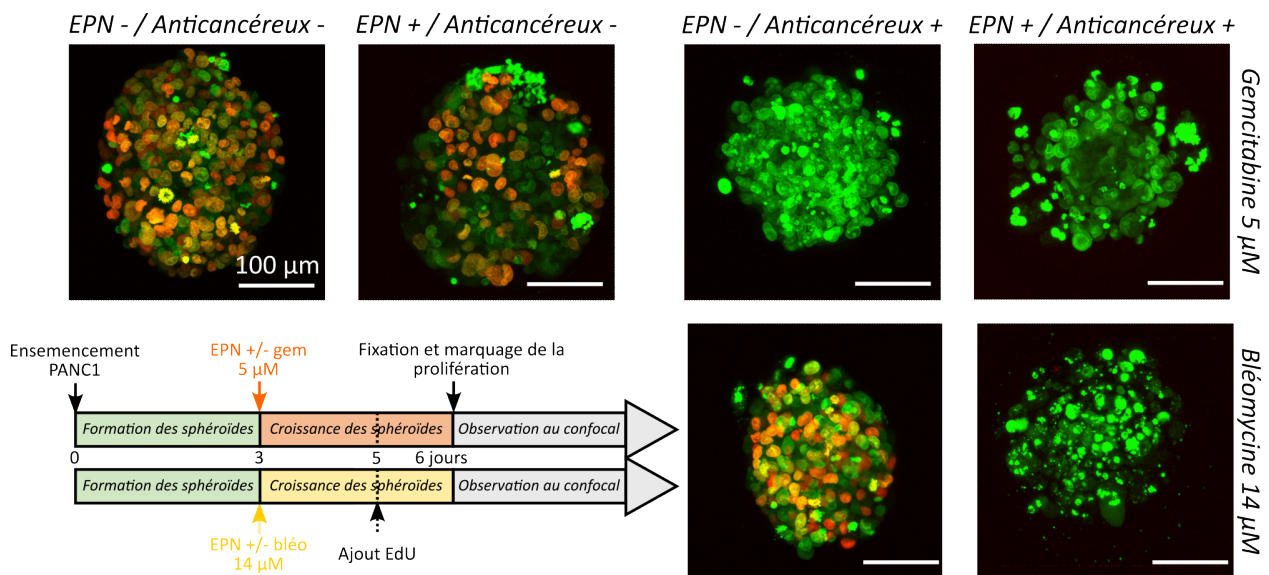 EPN - / Anticancéreux -
EPN + / Anticancéreux -
EPN - / Anticancéreux +
EPN + / Anticancéreux +
100 µm
Gemcitabine 5 µM
Ensemencement
PANC1
EPN +/- gem
5 µM
Fixation et marquage de la
prolifération
Formation des sphéroïdes
Croissance des sphéroïdes
Observation au confocal
0
3
5
6 jours
Formation des sphéroïdes
Croissance des sphéroïdes
Observation au confocal
EPN +/- bléo
14 µM
Ajout EdU
Bléomycine 14 µM